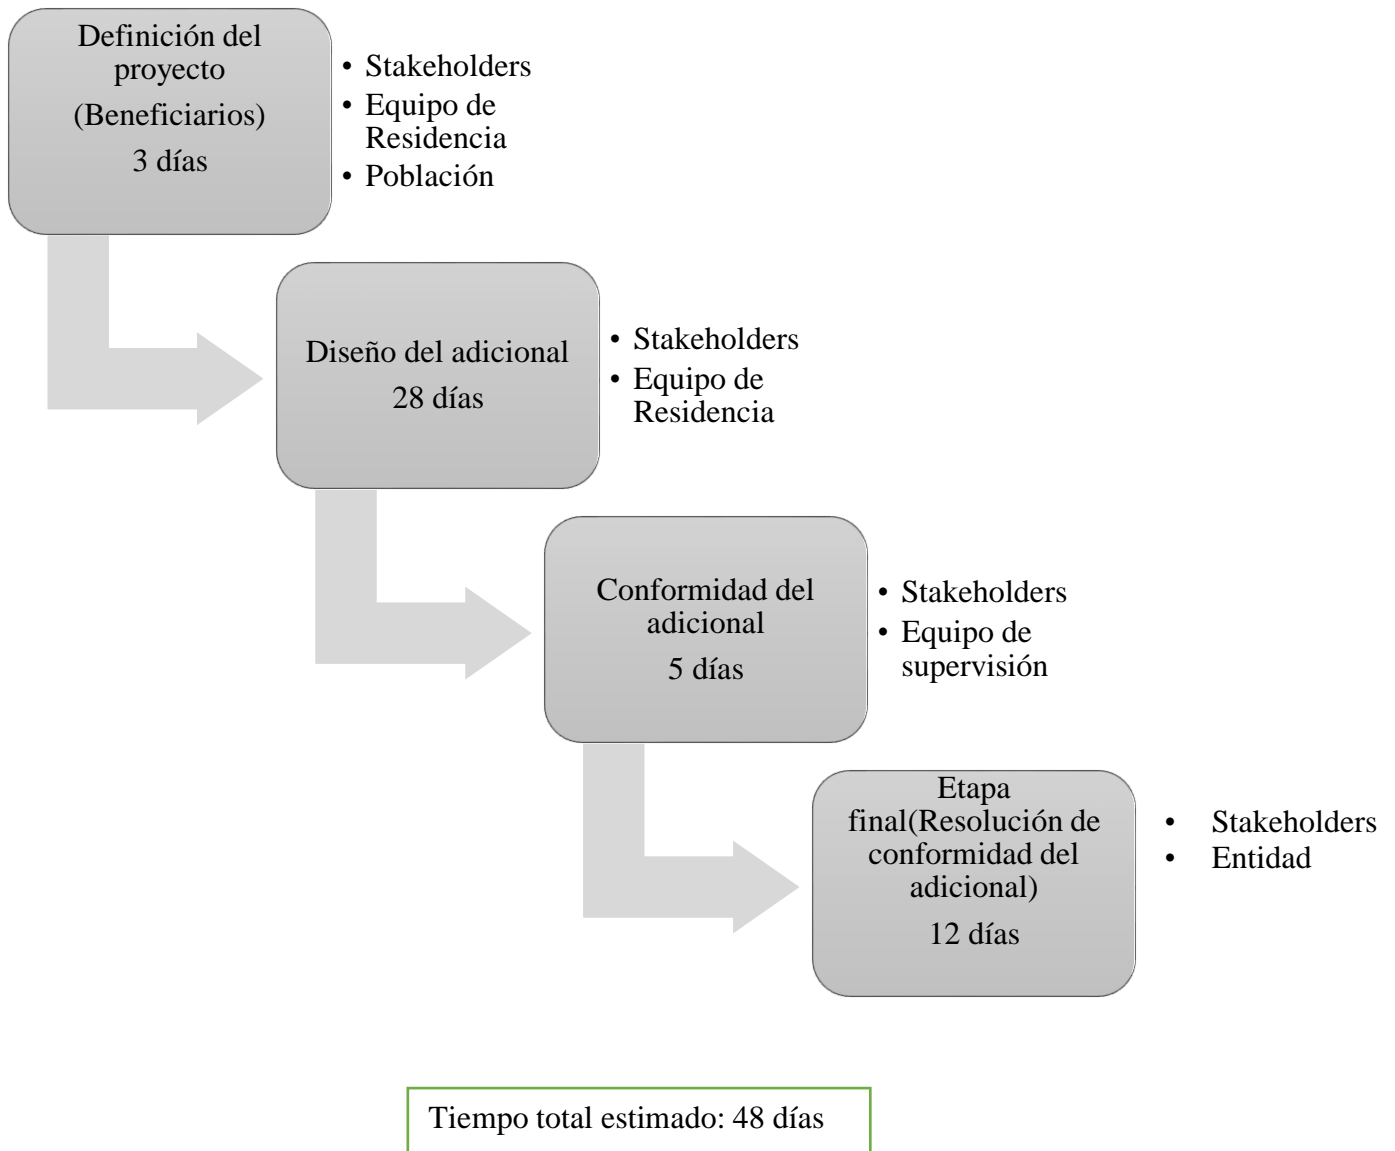 Definición del
proyecto
(Beneficiarios)
3 días
• Stakeholders
• Equipo de
Residencia
• Población
Diseño del adicional
28 días
• Stakeholders
• Equipo de
Residencia
Conformidad del
adicional
5 días
• Stakeholders
• Equipo de
supervisión
Etapa
final(Resolución de
conformidad del
adicional)
12 días
• Stakeholders
• Entidad
Tiempo total estimado: 48 días